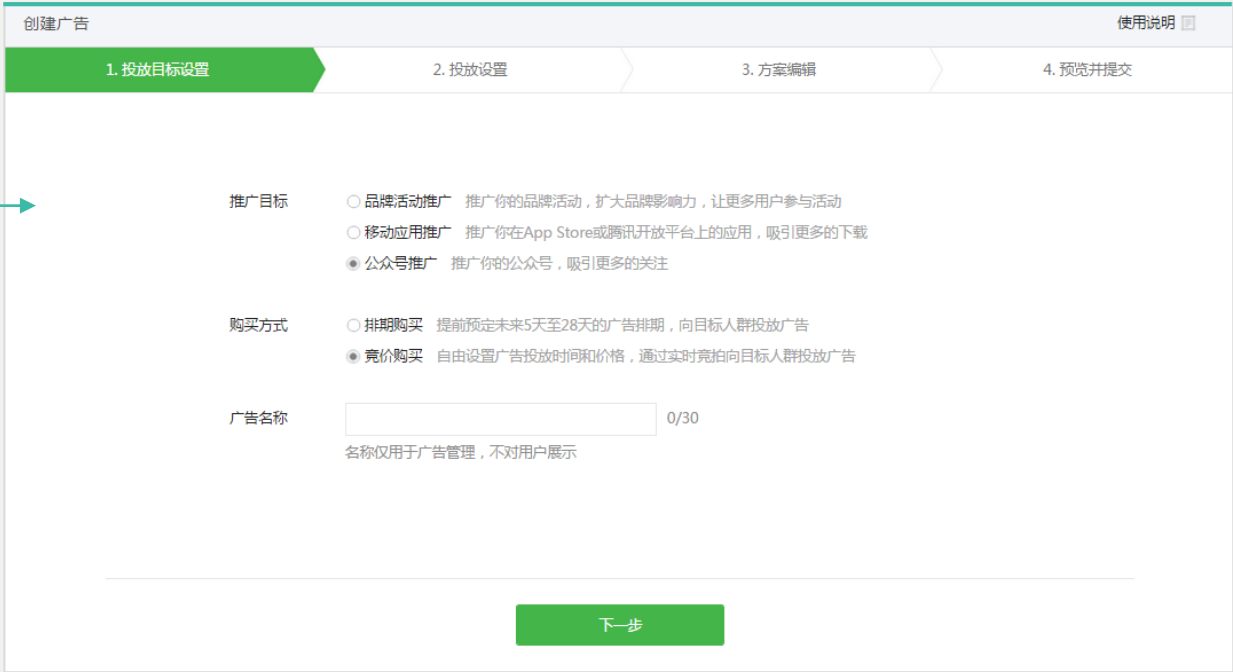 创建广告 使用说明
1. 投放目标设置 2. 投放设置 3. 方案编辑 4. 预览并提交
推广目标 品牌活动推广 推广你的品牌活动，扩大品牌影响力，让更多用户参与活动
移动应用推广 推广你在App Store或腾讯开放平台上的应用，吸引更多的下载
公众号推广 推广你的公众号，吸引更多的关注
购买方式 排期购买 提前预定未来5天至28天的广告排期，向目标人群投放广告
竞价购买 自由设置广告投放时间和价格，通过实时竞拍向目标人群投放广告
广告名称 0/30
名称仅用于广告管理，不对用户展示
下一步